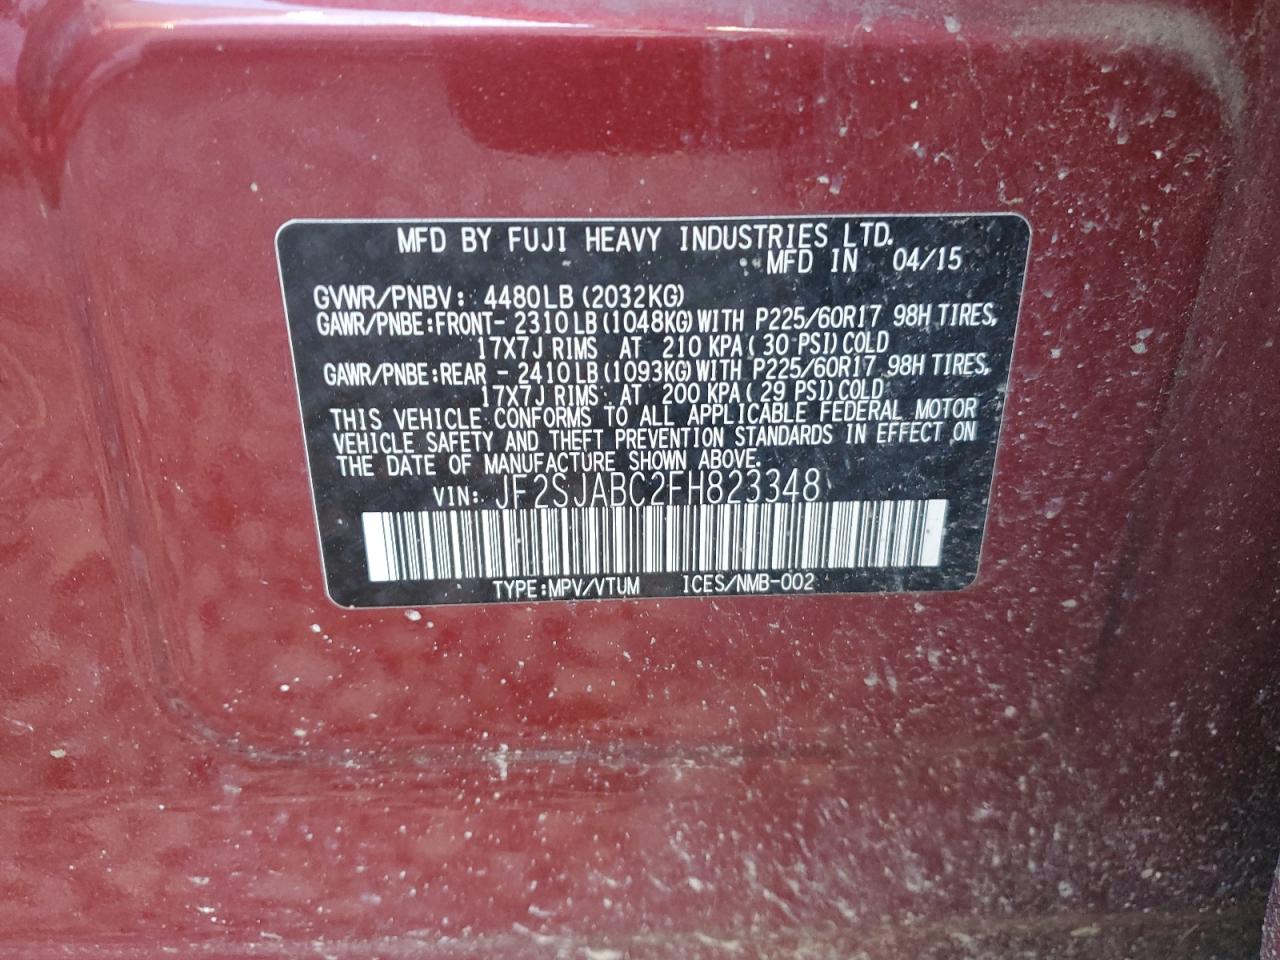 MFD BY FUJI HEAVY INDUSTRIES LTD.
MFD IN 04/15
GVWR/PNBV: 4480LB (2032KG)
GAWR/PNBE:FRONT- 2310LB (1048KG) WITH P225/60R17 98H TIRES,
17X7J RIMS AT 210 KPA (30 PSI) COLD
GAWR/PNBE:REAR - 2410LB (1093KG) WITH P225/60R17 98H TIRES,
17X7J RIMS AT 200 KPA (29 PSI) COLD
THIS VEHICLE CONFORMS TO ALL APPLICABLE FEDERAL MOTOR
VEHICLE SAFETY AND THEFT PREVENTION STANDARDS IN EFFECT ON
THE DATE OF MANUFACTURE SHOWN ABOVE.
VIN: JF2SJABC2FH823348
TYPE:MPV/VTUM ICES/NMB-002